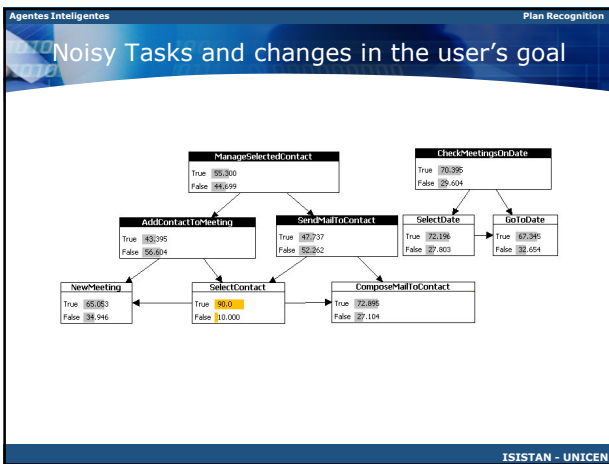 Agentes Inteligentes Plan Recognition
Noisy Tasks and changes in the user's goal
ManageSelectedContact
True 55.300
False 44.699
CheckMeetingsOnDate
True 70.395
False 29.604
AddContactToMeeting
True 43.395
False 56.604
SendMailToContact
True 47.737
False 52.262
SelectDate
True 72.196
False 27.803
GoToDate
True 67.345
False 32.654
NewMeeting
True 65.053
False 34.946
SelectContact
True 90.0
False 10.000
ComposeMailToContact
True 72.895
False 27.104
ISISTAN - UNICEN